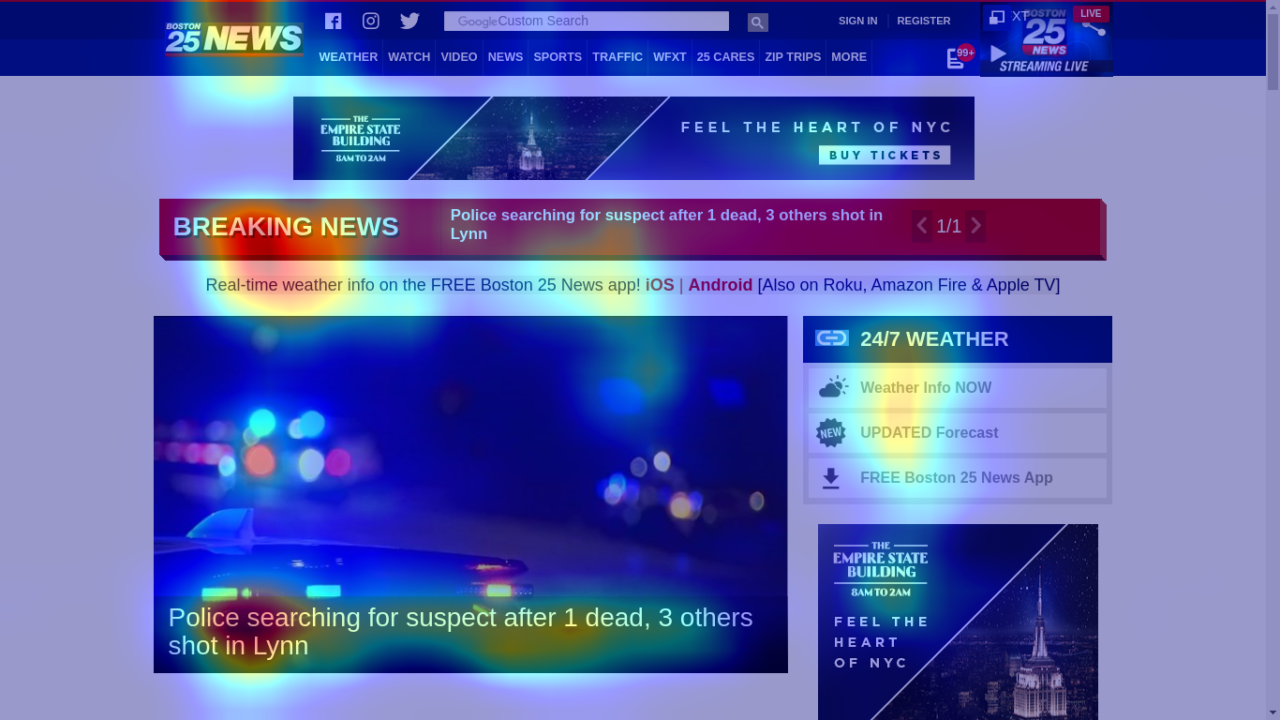 BOSTON
25 NEWS
Google Custom Search
SIGN IN
REGISTER
XT
LIVE
BOSTON
25
NEWS
STREAMING LIVE
WEATHER
WATCH
VIDEO
NEWS
SPORTS
TRAFFIC
WFXT
25 CARES
ZIP TRIPS
MORE
99+
THE
EMPIRE STATE
BUILDING
8AM TO 2AM
FEEL THE HEART OF NYC
BUY TICKETS
BREAKING NEWS
Police searching for suspect after 1 dead, 3 others shot in
Lynn
1/1
Real-time weather info on the FREE Boston 25 News app! iOS | Android [Also on Roku, Amazon Fire & Apple TV]
Police searching for suspect after 1 dead, 3 others
shot in Lynn
24/7 WEATHER
Weather Info NOW
NEW
UPDATED Forecast
FREE Boston 25 News App
THE
EMPIRE STATE
BUILDING
8AM TO 2AM
FEEL THE
HEART
OF NYC